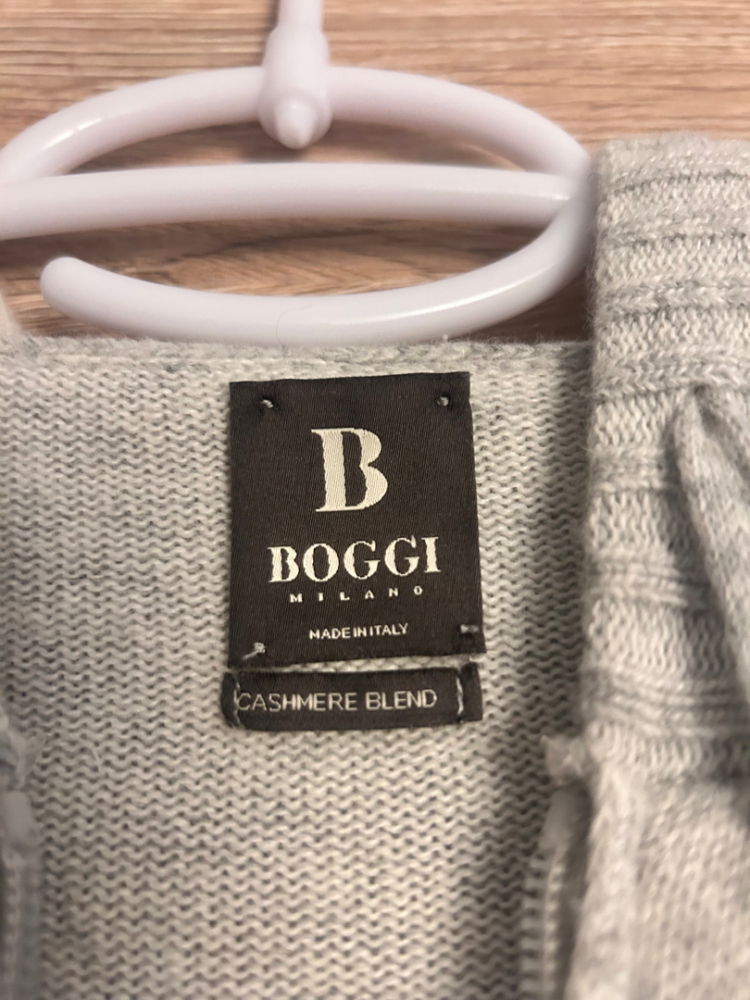 B
BOGGI
MILANO
MADE IN ITALY
CASHMERE BLEND